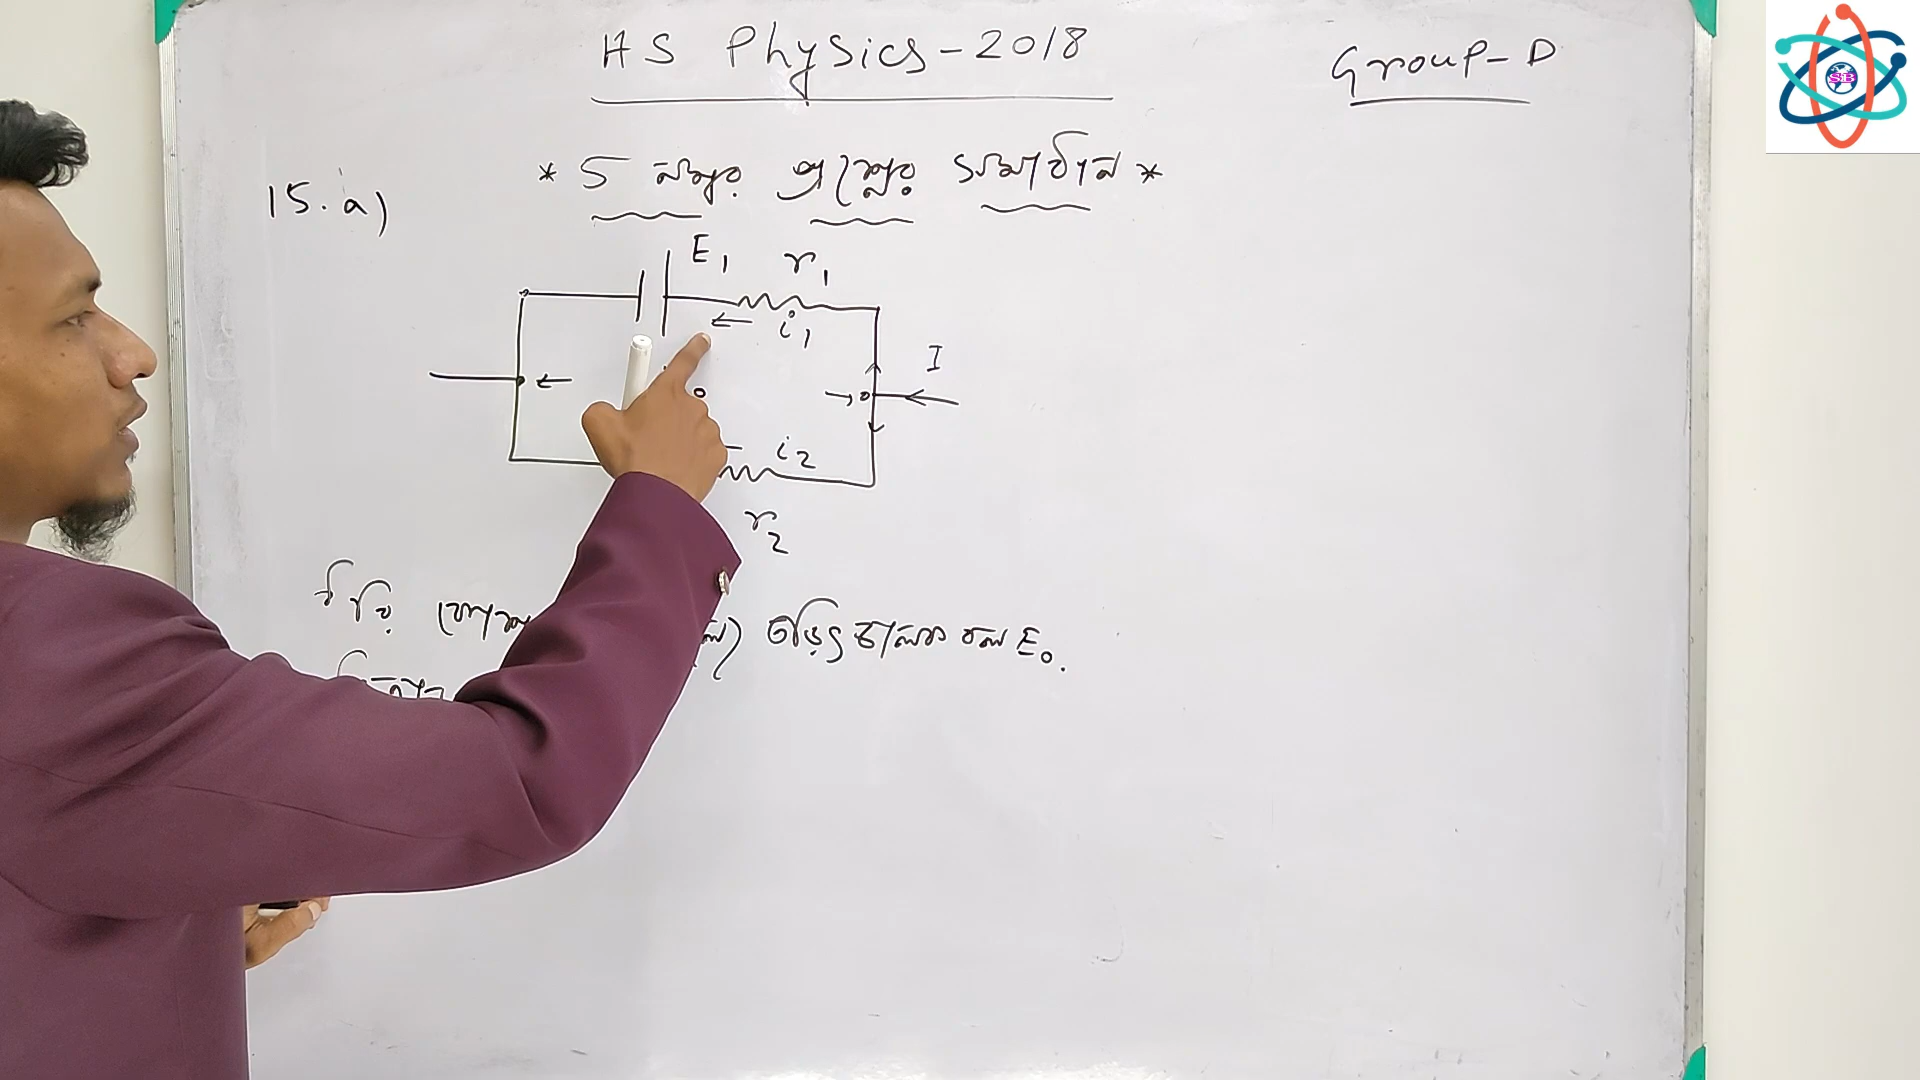 HS Physics-2018
Group-D
* 5 নম্বর প্রশ্নের সমাধান *
15. a)
E₁ r₁
i₁
I
i₂
r₂
তড়িৎচালক বল E₀.
SB